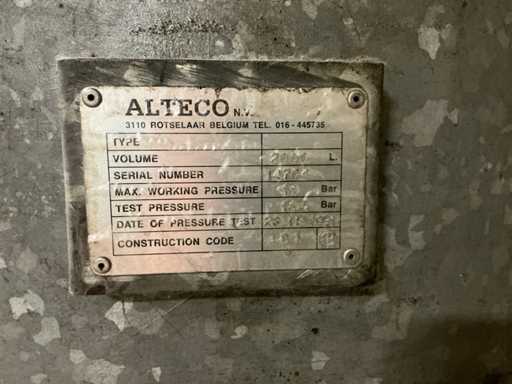 ALTECO N.V.
3110 ROTSELAAR BELGIUM TEL. 016 - 445735
TYPE
VOLUME L.
SERIAL NUMBER
MAX. WORKING PRESSURE Bar
TEST PRESSURE Bar
DATE OF PRESSURE TEST
CONSTRUCTION CODE